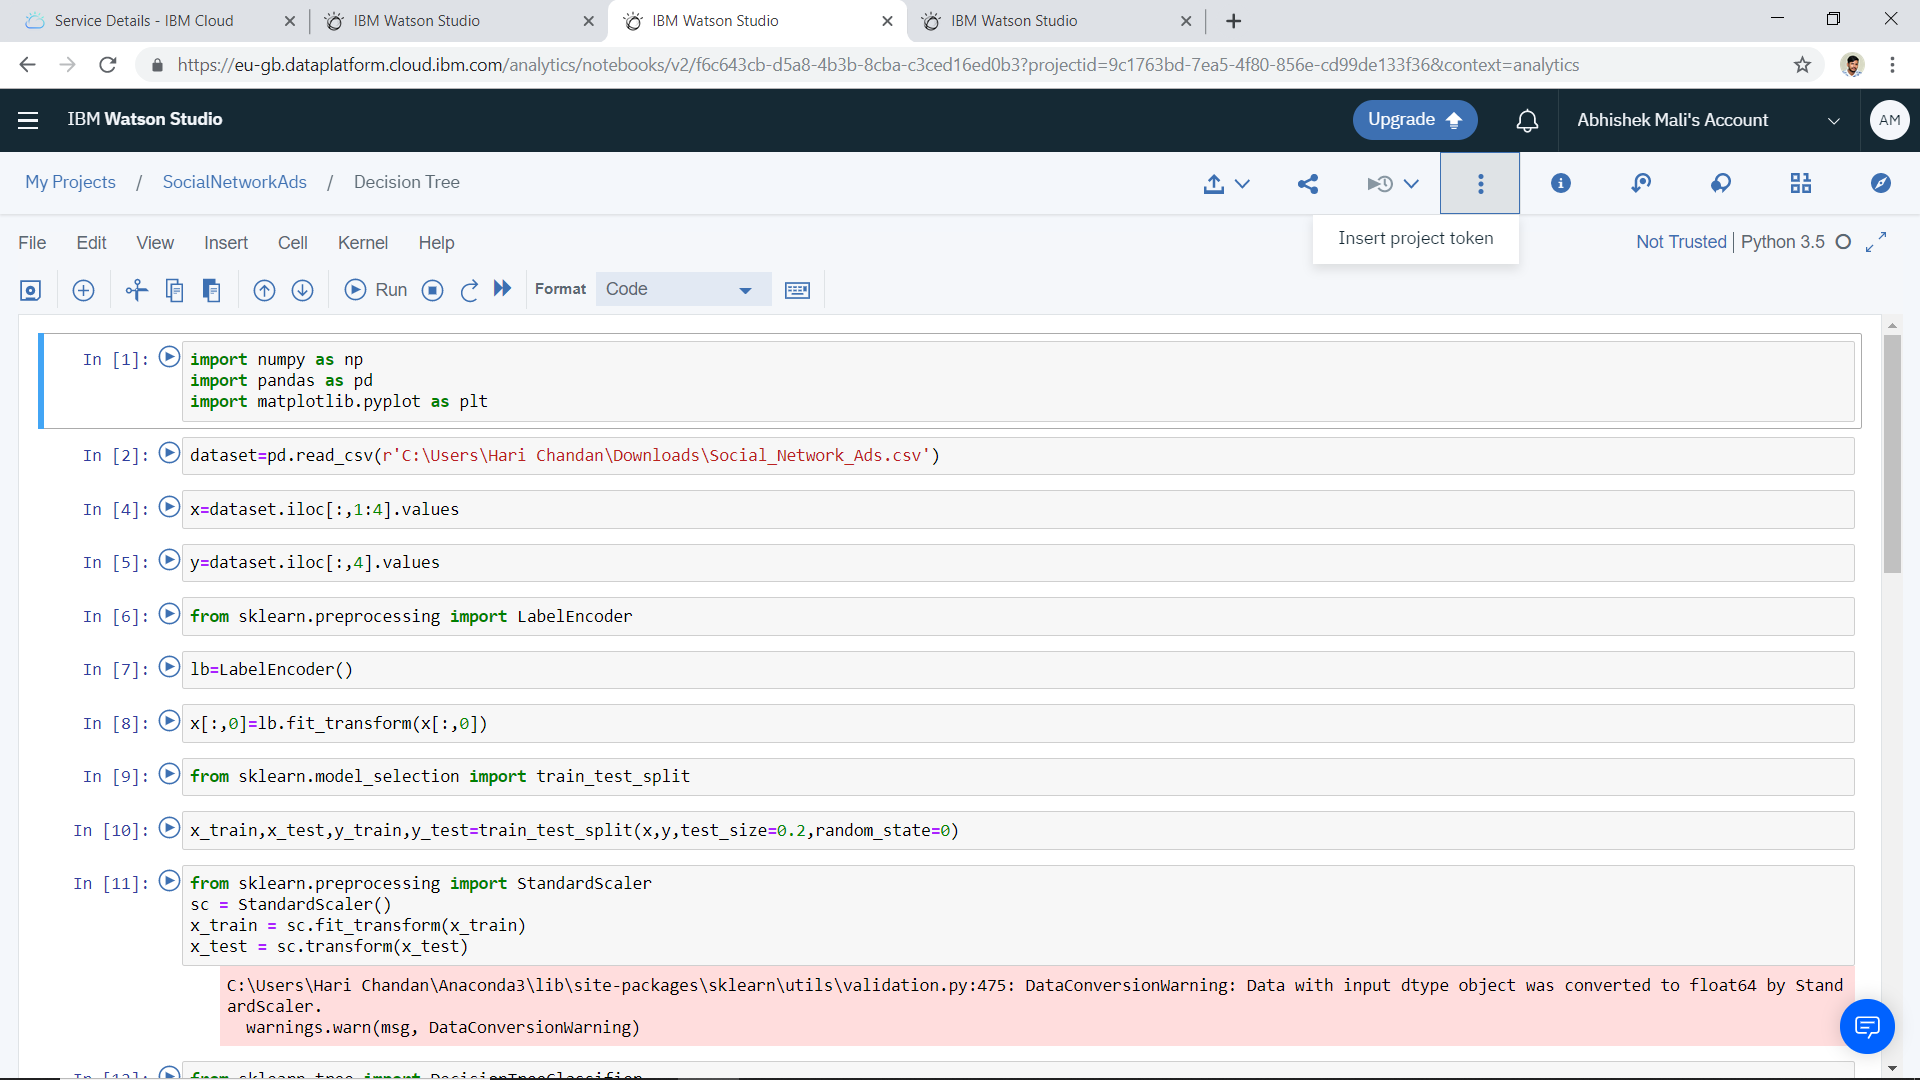 Service Details - IBM Cloud
IBM Watson Studio
IBM Watson Studio
IBM Watson Studio
https://eu-gb.dataplatform.cloud.ibm.com/analytics/notebooks/v2/f6c643cb-d5a8-4b3b-8cba-c3ced16ed0b3?projectid=9c1763bd-7ea5-4f80-856e-cd99de133f36&context=analytics
IBM Watson Studio
Upgrade
Abhishek Mali's Account
AM
My Projects / SocialNetworkAds / Decision Tree
Insert project token
File Edit View Insert Cell Kernel Help
Not Trusted | Python 3.5
Run
Format
Code
In [1]:
import numpy as np
import pandas as pd
import matplotlib.pyplot as plt
In [2]: dataset=pd.read_csv(r'C:\Users\Hari Chandan\Downloads\Social_Network_Ads.csv')
In [4]: x=dataset.iloc[:,1:4].values
In [5]: y=dataset.iloc[:,4].values
In [6]: from sklearn.preprocessing import LabelEncoder
In [7]: lb=LabelEncoder()
In [8]: x[:,0]=lb.fit_transform(x[:,0])
In [9]: from sklearn.model_selection import train_test_split
In [10]: x_train,x_test,y_train,y_test=train_test_split(x,y,test_size=0.2,random_state=0)
In [11]: from sklearn.preprocessing import StandardScaler
sc = StandardScaler()
x_train = sc.fit_transform(x_train)
x_test = sc.transform(x_test)
C:\Users\Hari Chandan\Anaconda3\lib\site-packages\sklearn\utils\validation.py:475: DataConversionWarning: Data with input dtype object was converted to float64 by Stand
ardScaler.
warnings.warn(msg, DataConversionWarning)
In [12]: from sklearn.tree import DecisionTreeClassifier